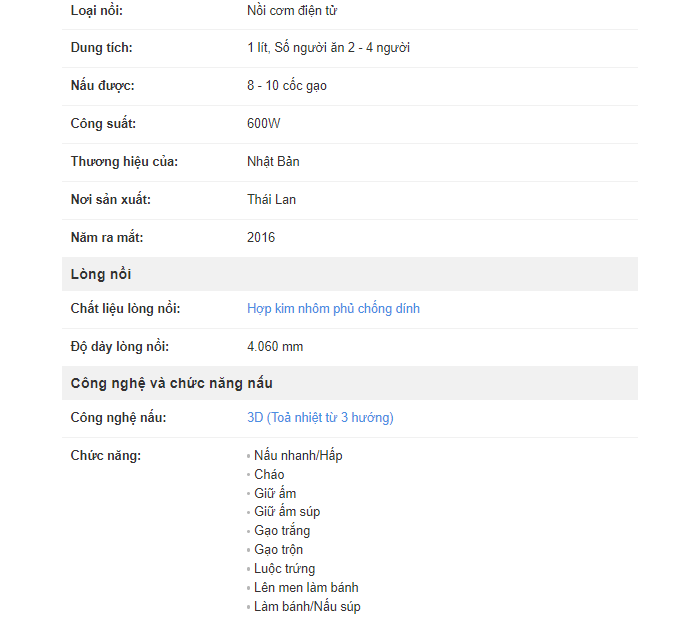 Loại nồi: Nồi cơm điện tử
Dung tích: 1 lít, Số người ăn 2 - 4 người
Nấu được: 8 - 10 cốc gạo
Công suất: 600W
Thương hiệu của: Nhật Bản
Nơi sản xuất: Thái Lan
Năm ra mắt: 2016
Lòng nồi
Chất liệu lòng nồi: Hợp kim nhôm phủ chống dính
Độ dày lòng nồi: 4.060 mm
Công nghệ và chức năng nấu
Công nghệ nấu: 3D (Toả nhiệt từ 3 hướng)
Chức năng: • Nấu nhanh/Hấp
• Cháo
• Giữ ấm
• Giữ ấm súp
• Gạo trắng
• Gạo trộn
• Luộc trứng
• Lên men làm bánh
• Làm bánh/Nấu súp